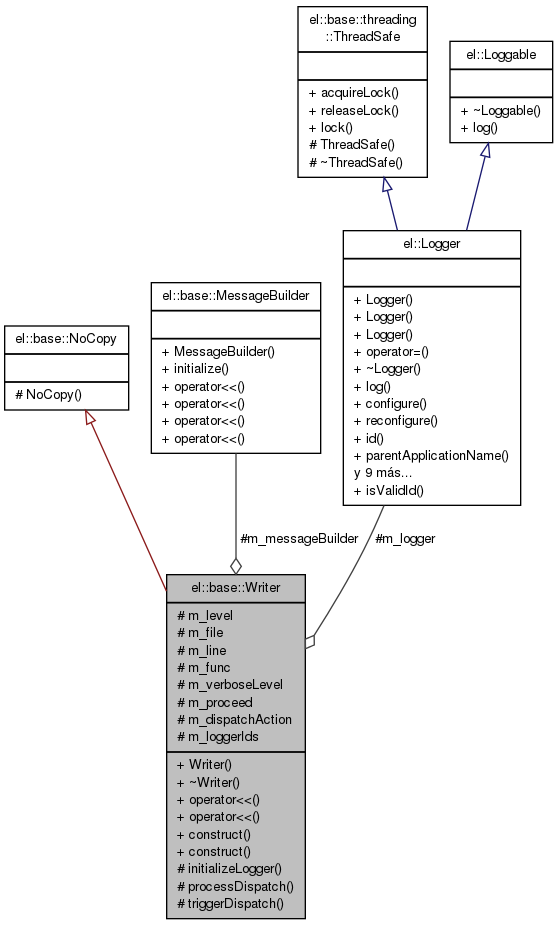 el::base::threading
::ThreadSafe
+ acquireLock()
+ releaseLock()
+ lock()
# ThreadSafe()
# ~ThreadSafe()
el::Loggable
+ ~Loggable()
+ log()
el::Logger
+ Logger()
+ Logger()
+ Logger()
+ operator=()
+ ~Logger()
+ log()
+ configure()
+ reconfigure()
+ id()
+ parentApplicationName()
y 9 más...
+ isValidId()
el::base::MessageBuilder
+ MessageBuilder()
+ initialize()
+ operator<<()
+ operator<<()
+ operator<<()
+ operator<<()
el::base::NoCopy
# NoCopy()
#m_messageBuilder
#m_logger
el::base::Writer
# m_level
# m_file
# m_line
# m_func
# m_verboseLevel
# m_proceed
# m_dispatchAction
# m_loggerIds
+ Writer()
+ ~Writer()
+ operator<<()
+ operator<<()
+ construct()
+ construct()
# initializeLogger()
# processDispatch()
# triggerDispatch()